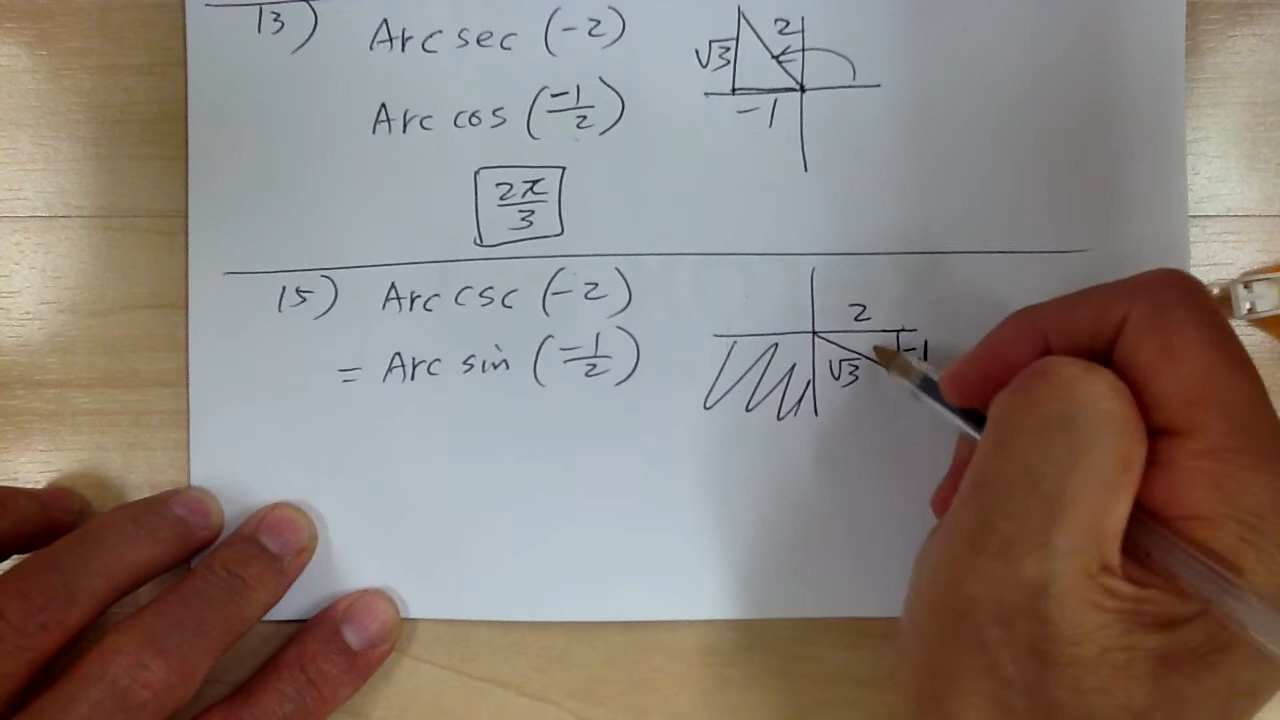 13) Arcsec (-2)
√3 2
-1
Arccos (-1/2)
2π/3
15) Arccsc (-2)
2
-1
√3
= Arcsin (-1/2)